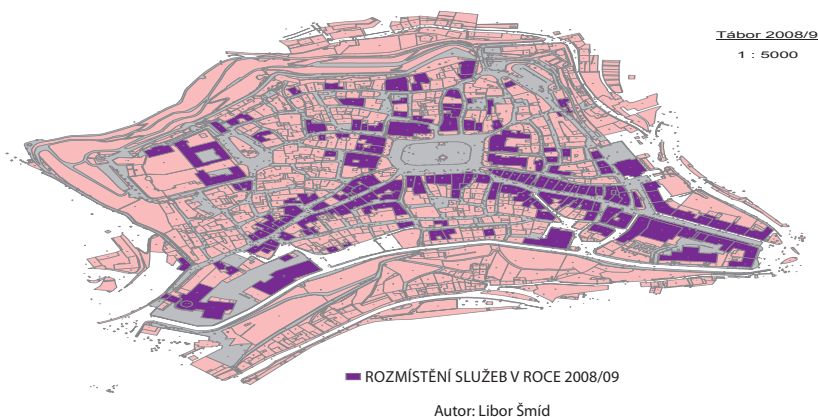 Tábor 2008/9
1 : 5000
ROZMÍSTĚNÍ SLUŽEB V ROCE 2008/09
Autor: Libor Šmíd